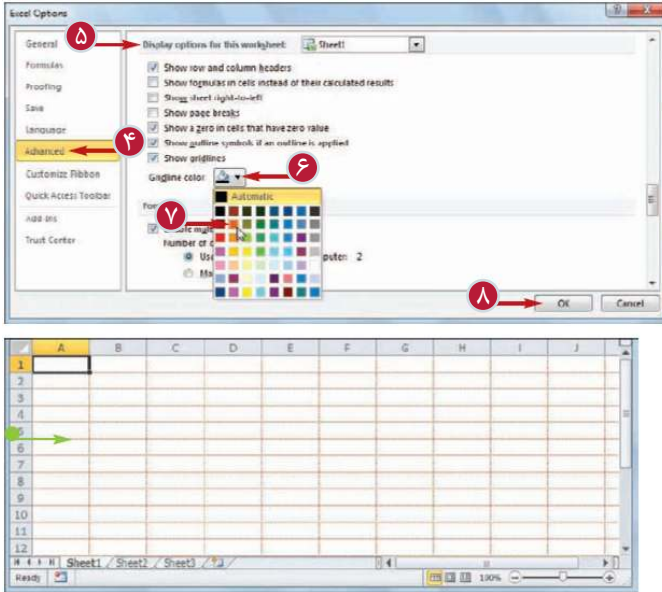 Excel Options
General
۵
Display options for this worksheet: Sheet1
Formulas
Show row and column headers
Proofing
Show formulas in cells instead of their calculated results
Show sheet right-to-left
Save
Show page breaks
Language
Show a zero in cells that have zero value
Advanced
۴
Show outline symbols if an outline is applied
Show gridlines
Customize Ribbon
Gridline color
۶
Quick Access Toolbar
Automatic
Add-Ins
۷
Number of
Trust Center
puter: 2
Ma
۸
OK
Cancel
A B C D E F G H I J
1
2
3
4
5
6
7
8
9
10
11
12
Sheet1 Sheet2 Sheet3
Ready
100%